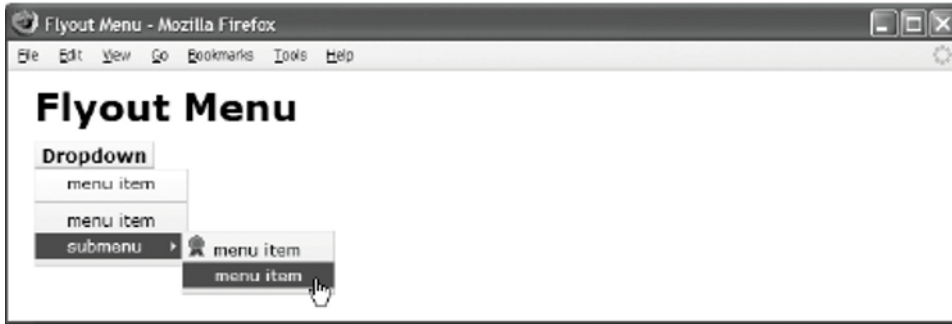 Flyout Menu - Mozilla Firefox
File Edit View Go Bookmarks Tools Help
Flyout Menu
Dropdown
menu item
menu item
submenu
menu item
menu item